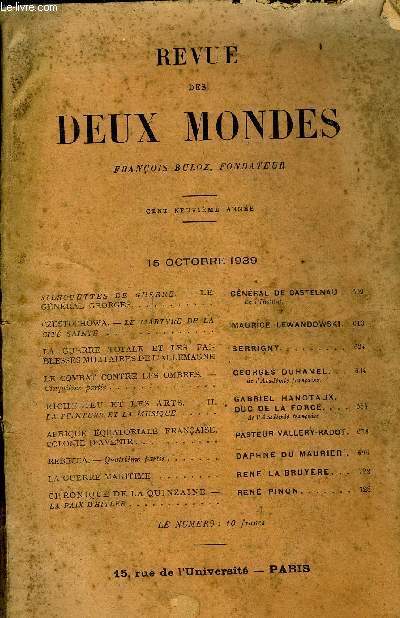 Le-livre.com
REVUE
DES
DEUX MONDES
FRANÇOIS BULOZ, FONDATEUR
CENT NEUVIÈME ANNÉE
15 OCTOBRE 1939
SILHOUETTES DE GUERRE. — LE GÉNÉRAL DE CASTELNAU
GÉNÉRAL GEORGES de l'Institut.
CZESTOCHOWA. — LE MARTYRE DE LA MAURICE LEWANDOWSKI
CITÉ SAINTE
LA GUERRE TOTALE ET LES FAI- SERRIGNY
BLESSES MILITAIRES DE L'ALLEMAGNE
LE COMBAT CONTRE LES OMBRES. — GEORGES DUHAMEL
partie de l'Académie française.
RICHELIEU ET LES ARTS. — II. GABRIEL HANOTAUX,
LA PEINTURE ET LA MUSIQUE DUC DE LA FORCE
de l'Académie française.
AFRIQUE ÉQUATORIALE FRANÇAISE, PASTEUR VALLERY-RADOT
COLONIE D'AVENIR
REBECCA. — Quatrième partie DAPHNE DU MAURIER
LA GUERRE MARITIME RENÉ LA BRUYÈRE
CHRONIQUE DE LA QUINZAINE. — RENÉ PINON
LA PAIX D'HITLER
LE NUMÉRO : 10 francs
15, rue de l'Université — PARIS